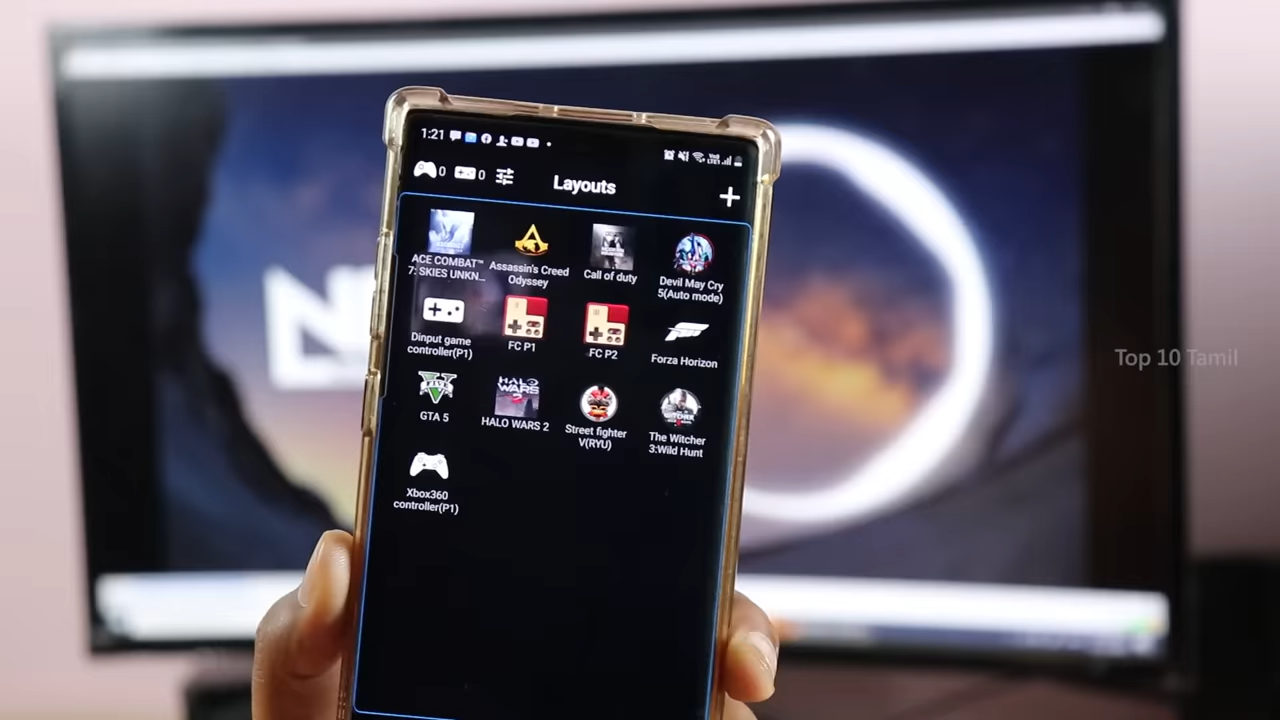 1:21
0 0
Layouts
+
ACE COMBAT™
7: SKIES UNKN...
Assassin's Creed
Odyssey
Call of duty
Devil May Cry
5(Auto mode)
Dinput game
controller(P1)
FC P1
FC P2
Forza Horizon
GTA 5
HALO WARS 2
Street fighter
V(RYU)
The Witcher
3:Wild Hunt
Xbox360
controller(P1)
Top 10 Tamil